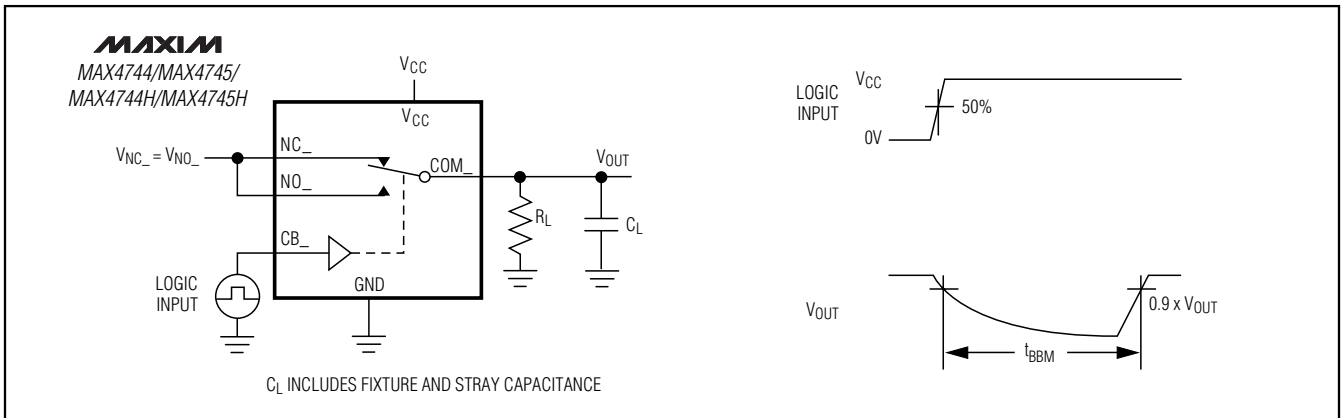 MAXIM
MAX4744/MAX4745/
MAX4744H/MAX4745H
VCC
VCC
VNC_ = VNO_
NC_
NO_
COM_
VOUT
RL
CL
CB_
LOGIC
INPUT
GND
CL INCLUDES FIXTURE AND STRAY CAPACITANCE
LOGIC
INPUT
VCC
50%
0V
VOUT
0.9 x VOUT
tBBM